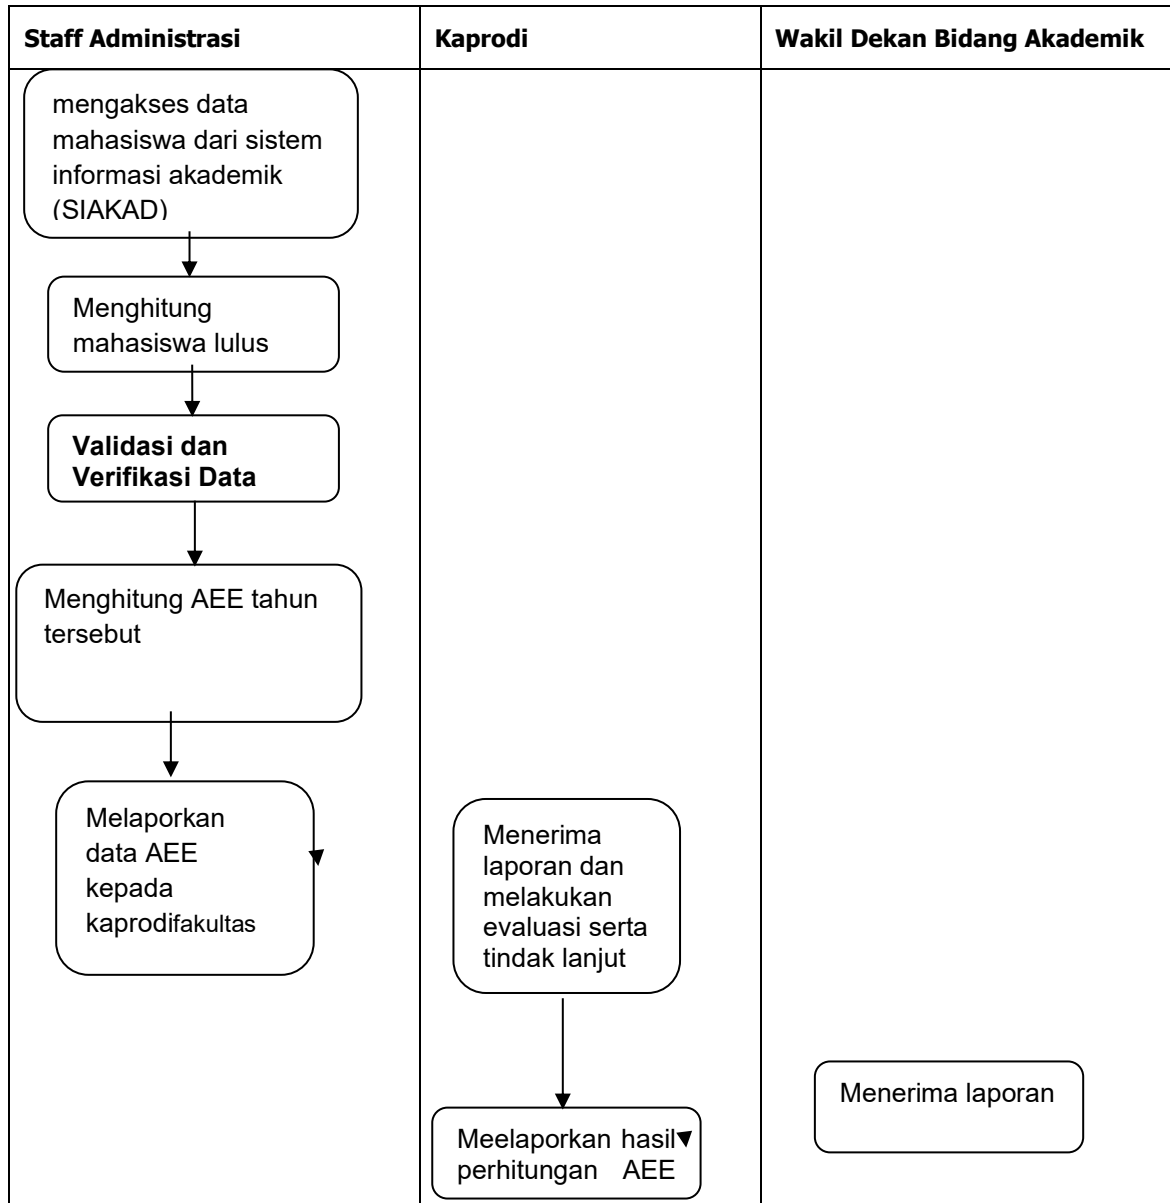 Staff Administrasi
Kaprodi
Wakil Dekan Bidang Akademik
mengakses data
mahasiswa dari sistem
informasi akademik
(SIAKAD)
Menghitung
mahasiswa lulus
Validasi dan
Verifikasi Data
Menghitung AEE tahun
tersebut
Melaporkan
data AEE
kepada
kaprodifakultas
Menerima
laporan dan
melakukan
evaluasi serta
tindak lanjut
Meelaporkan hasil
perhitungan AEE
Menerima laporan